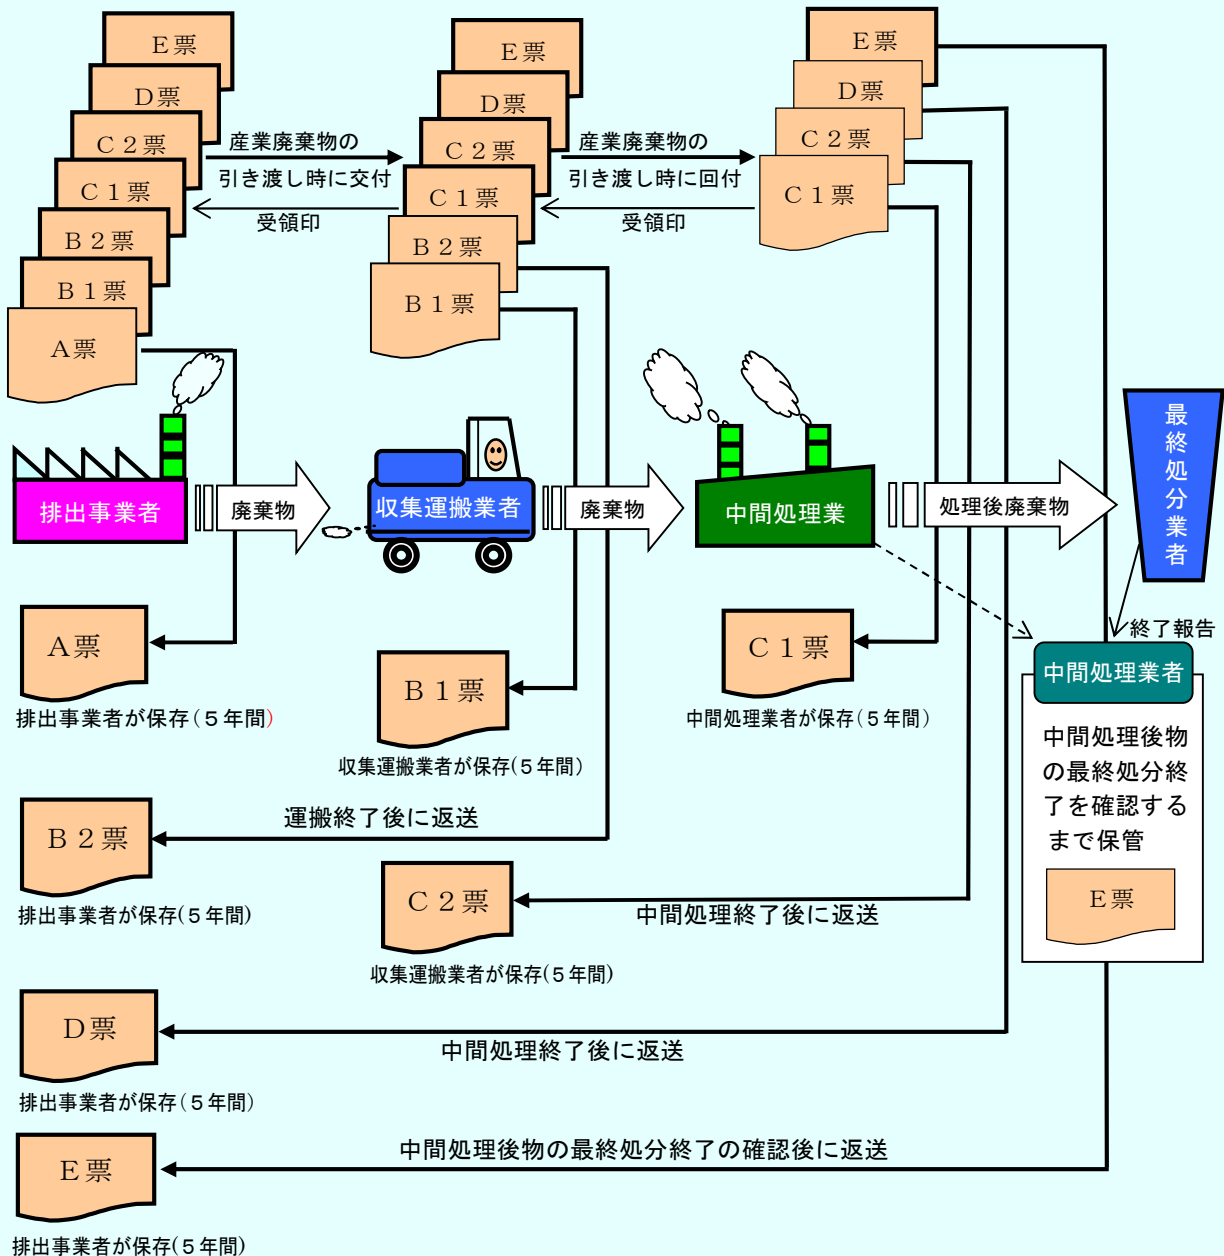 E票
D票
C2票
C1票
B2票
B1票
A票
産業廃棄物の
引き渡し時に交付
受領印
E票
D票
C2票
C1票
B2票
B1票
産業廃棄物の
引き渡し時に回付
受領印
E票
D票
C2票
C1票
排出事業者
廃棄物
収集運搬業者
廃棄物
中間処理業
処理後廃棄物
最終処分業者
終了報告
A票
排出事業者が保存(5年間)
B1票
収集運搬業者が保存(5年間)
C1票
中間処理業者が保存(5年間)
中間処理業者
中間処理後物
の最終処分終
了を確認する
まで保管
E票
B2票
運搬終了後に返送
排出事業者が保存(5年間)
C2票
中間処理終了後に返送
収集運搬業者が保存(5年間)
D票
中間処理終了後に返送
排出事業者が保存(5年間)
E票
中間処理後物の最終処分終了の確認後に返送
排出事業者が保存(5年間)